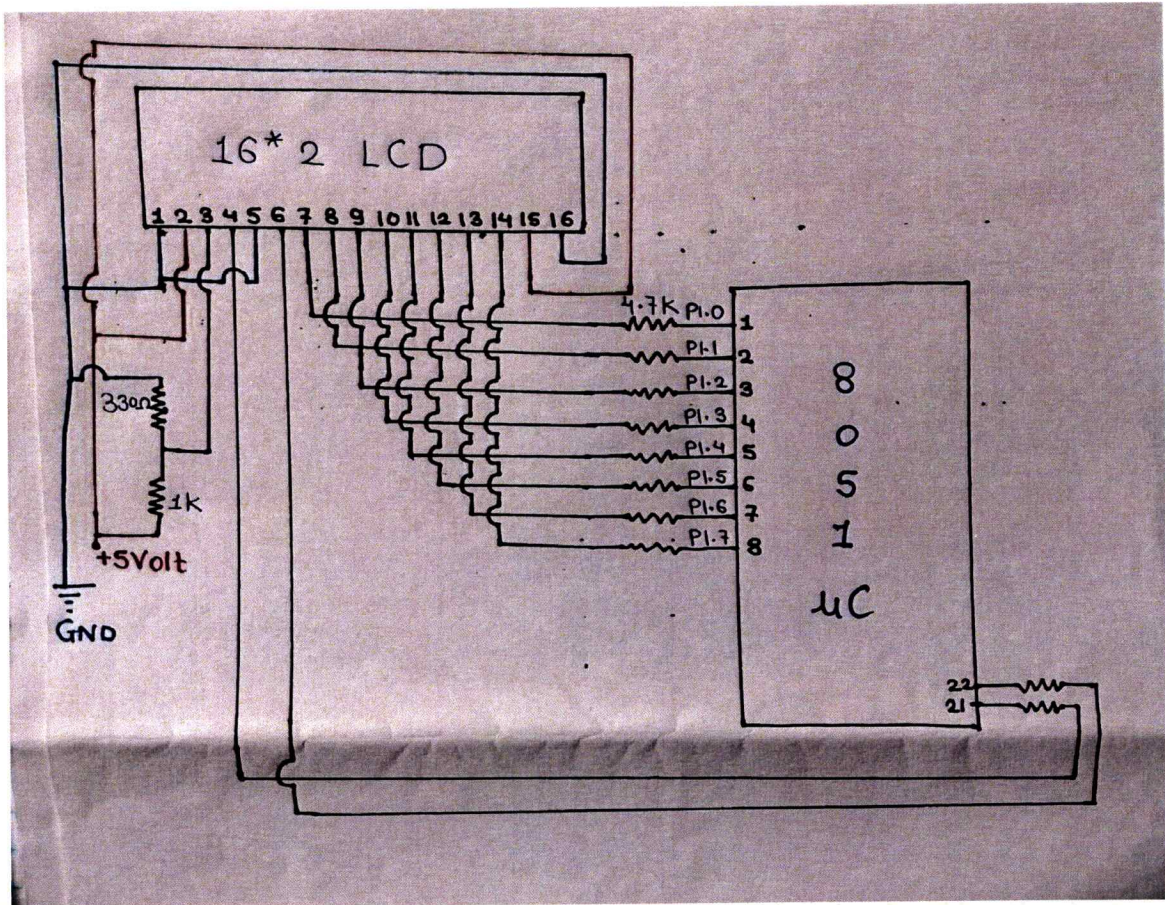 16*2 LCD
1 2 3 4 5 6 7 8 9 10 11 12 13 14 15 16
4.7K P1.0 1
P1.1 2
P1.2 3
P1.3 4
P1.4 5
P1.5 6
P1.6 7
P1.7 8
8
0
5
1
µC
330Ω
1K
+5Volt
GND
22
21